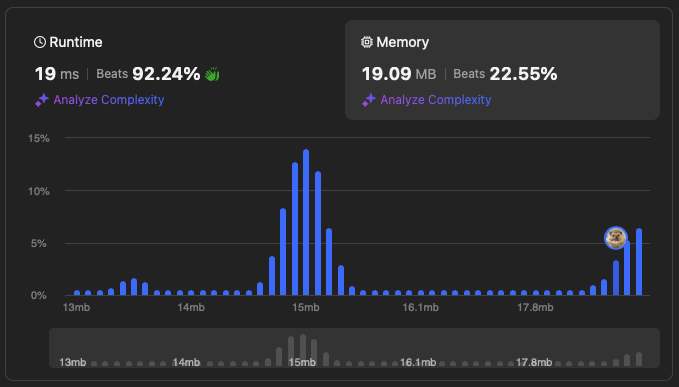 Runtime
19 ms | Beats 92.24%
Analyze Complexity
Memory
19.09 MB | Beats 22.55%
Analyze Complexity
15%
10%
5%
0%
13mb 14mb 15mb 16.1mb 17.8mb
13mb 14mb 15mb 16.1mb 17.8mb